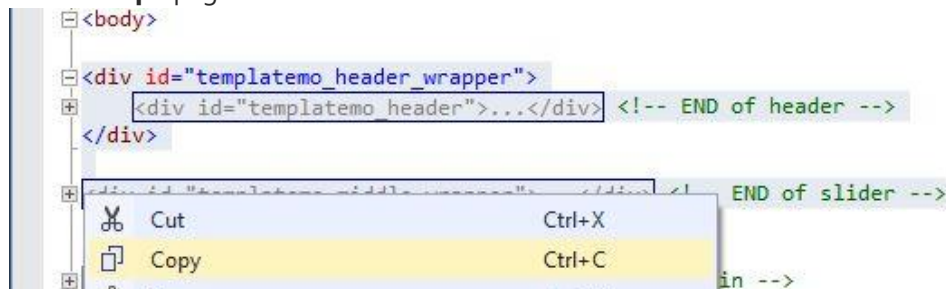 <body>
<div id="templatemo_header_wrapper">
<div id="templatemo_header">...</div> <!-- END of header -->
</div>
END of slider -->
Cut Ctrl+X
Copy Ctrl+C
in -->